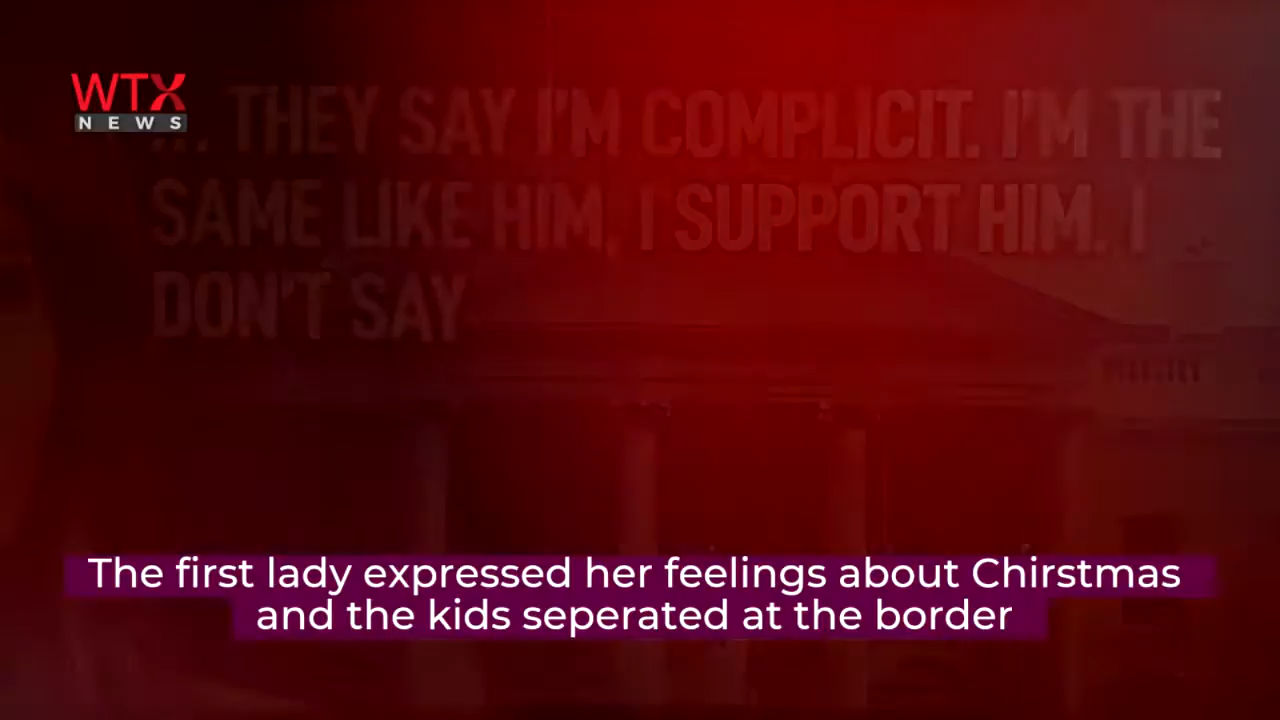 WTX
NEWS
... THEY SAY I'M COMPLICIT. I'M THE
SAME LIKE HIM, I SUPPORT HIM. I
DON'T SAY
The first lady expressed her feelings about Chirstmas
and the kids seperated at the border